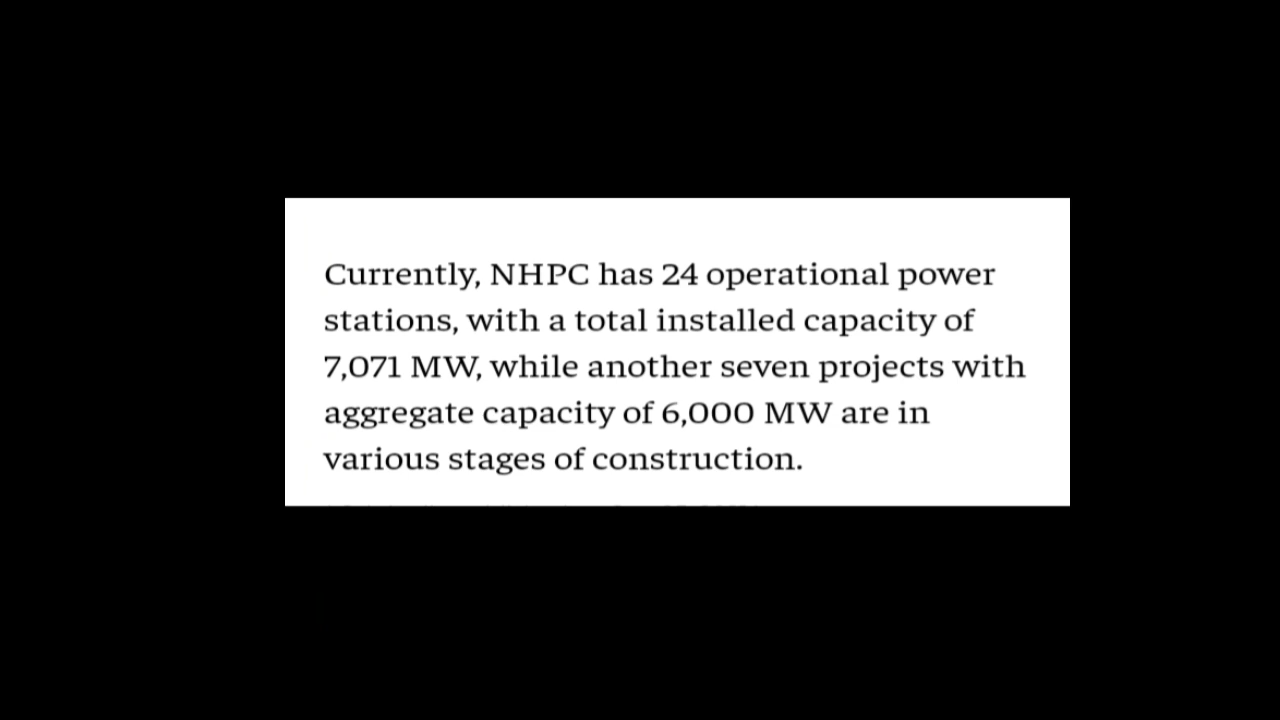 Currently, NHPC has 24 operational power
stations, with a total installed capacity of
7,071 MW, while another seven projects with
aggregate capacity of 6,000 MW are in
various stages of construction.